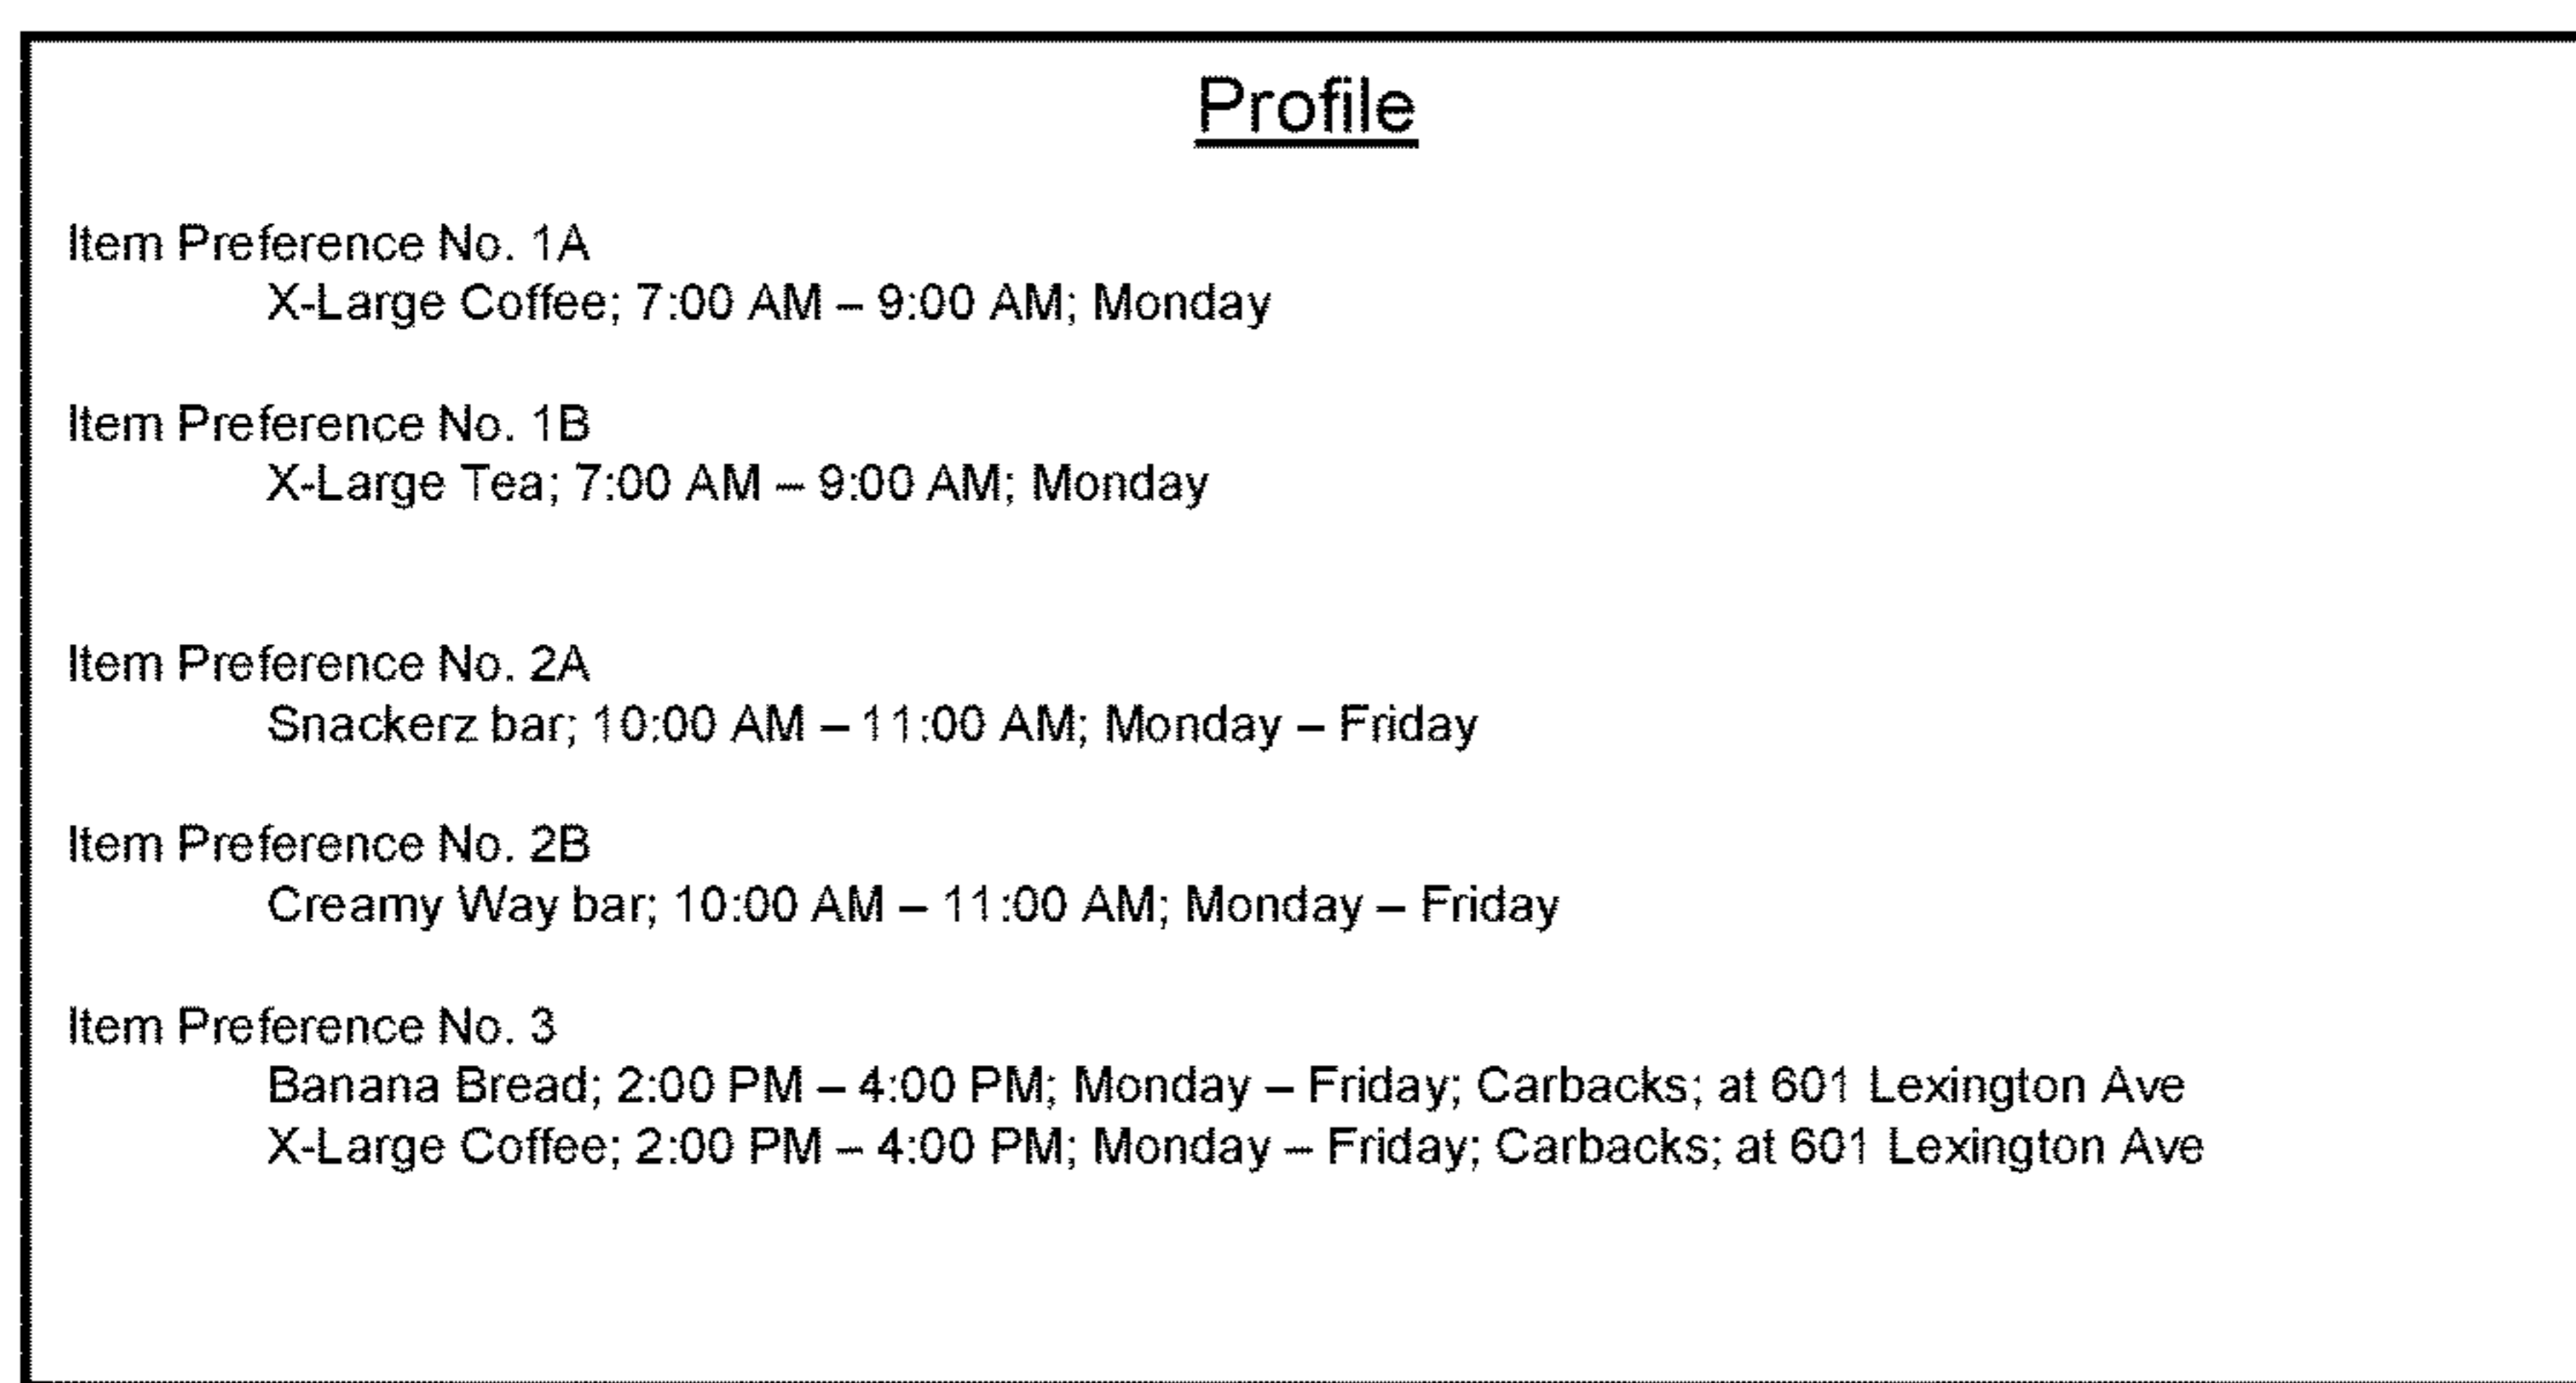 Profile
Item Preference No. 1A
X-Large Coffee; 7:00 AM – 9:00 AM; Monday
Item Preference No. 1B
X-Large Tea; 7:00 AM – 9:00 AM; Monday
Item Preference No. 2A
Snackerz bar; 10:00 AM – 11:00 AM; Monday – Friday
Item Preference No. 2B
Creamy Way bar; 10:00 AM – 11:00 AM; Monday – Friday
Item Preference No. 3
Banana Bread; 2:00 PM – 4:00 PM; Monday – Friday; Carbacks; at 601 Lexington Ave
X-Large Coffee; 2:00 PM – 4:00 PM; Monday – Friday; Carbacks; at 601 Lexington Ave